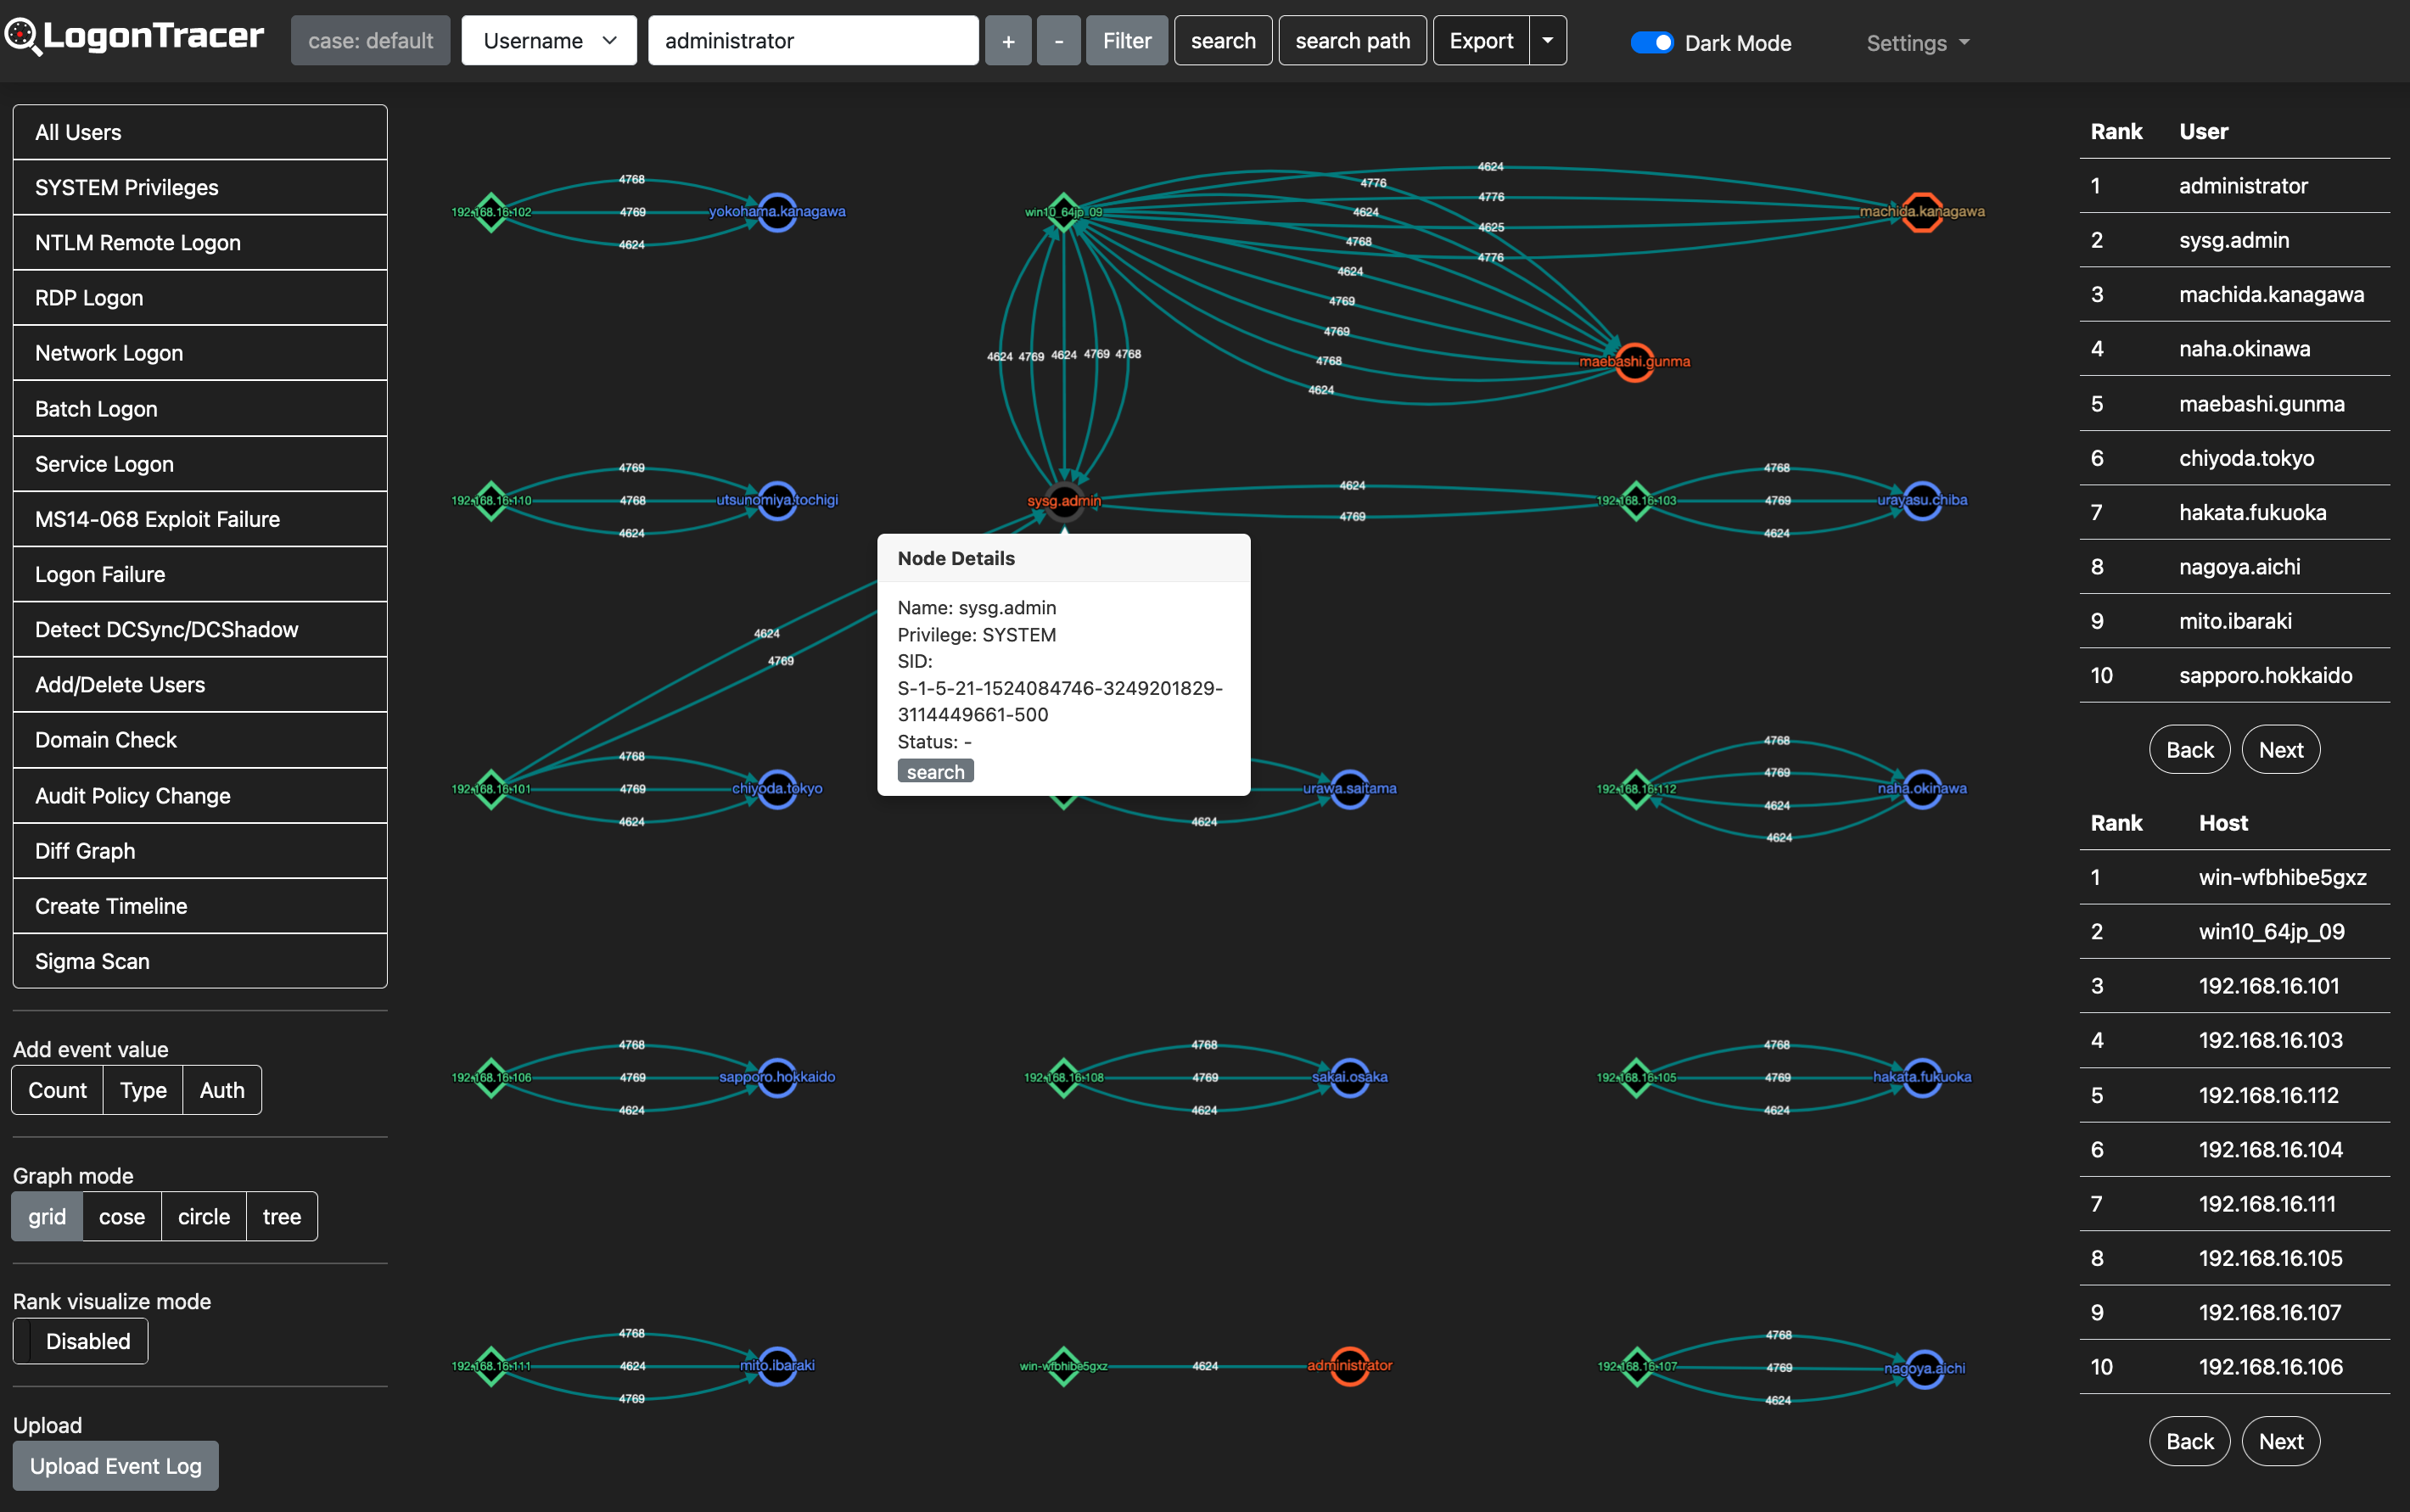 LogonTracer
case: default
Username
administrator
+
-
Filter
search
search path
Export
Dark Mode
Settings
All Users
SYSTEM Privileges
NTLM Remote Logon
RDP Logon
Network Logon
Batch Logon
Service Logon
MS14-068 Exploit Failure
Logon Failure
Detect DCSync/DCShadow
Add/Delete Users
Domain Check
Audit Policy Change
Diff Graph
Create Timeline
Sigma Scan
Add event value
Count Type Auth
Graph mode
grid cose circle tree
Rank visualize mode
Disabled
Upload
Upload Event Log
192.168.16.102
4768
4769
4624
yokohama.kanagawa
win10_64jp_09
4624
4776
4776
4624
4625
4768
4776
4624
4769
4769
4768
4624
machida.kanagawa
maebashi.gunma
4624 4769 4624 4769 4768
192.168.16.110
4769
4768
4624
utsunomiya.tochigi
sysg.admin
4624
4769
192.168.16.103
4768
4769
4624
urayasu.chiba
Node Details
Name: sysg.admin
Privilege: SYSTEM
SID:
S-1-5-21-1524084746-3249201829-
3114449661-500
Status: -
search
4624
4769
192.168.16.101
4768
4769
4624
chiyoda.tokyo
4624
urawa.saitama
192.168.16.112
4768
4769
4624
4624
naha.okinawa
192.168.16.106
4768
4769
4624
sapporo.hokkaido
192.168.16.108
4768
4769
4624
sakai.osaka
192.168.16.105
4768
4769
4624
hakata.fukuoka
192.168.16.111
4768
4624
4769
mito.ibaraki
win-wfbhibe5gxz
4624
administrator
192.168.16.107
4768
4769
4624
nagoya.aichi
Rank User
1 administrator
2 sysg.admin
3 machida.kanagawa
4 naha.okinawa
5 maebashi.gunma
6 chiyoda.tokyo
7 hakata.fukuoka
8 nagoya.aichi
9 mito.ibaraki
10 sapporo.hokkaido
Back Next
Rank Host
1 win-wfbhibe5gxz
2 win10_64jp_09
3 192.168.16.101
4 192.168.16.103
5 192.168.16.112
6 192.168.16.104
7 192.168.16.111
8 192.168.16.105
9 192.168.16.107
10 192.168.16.106
Back Next